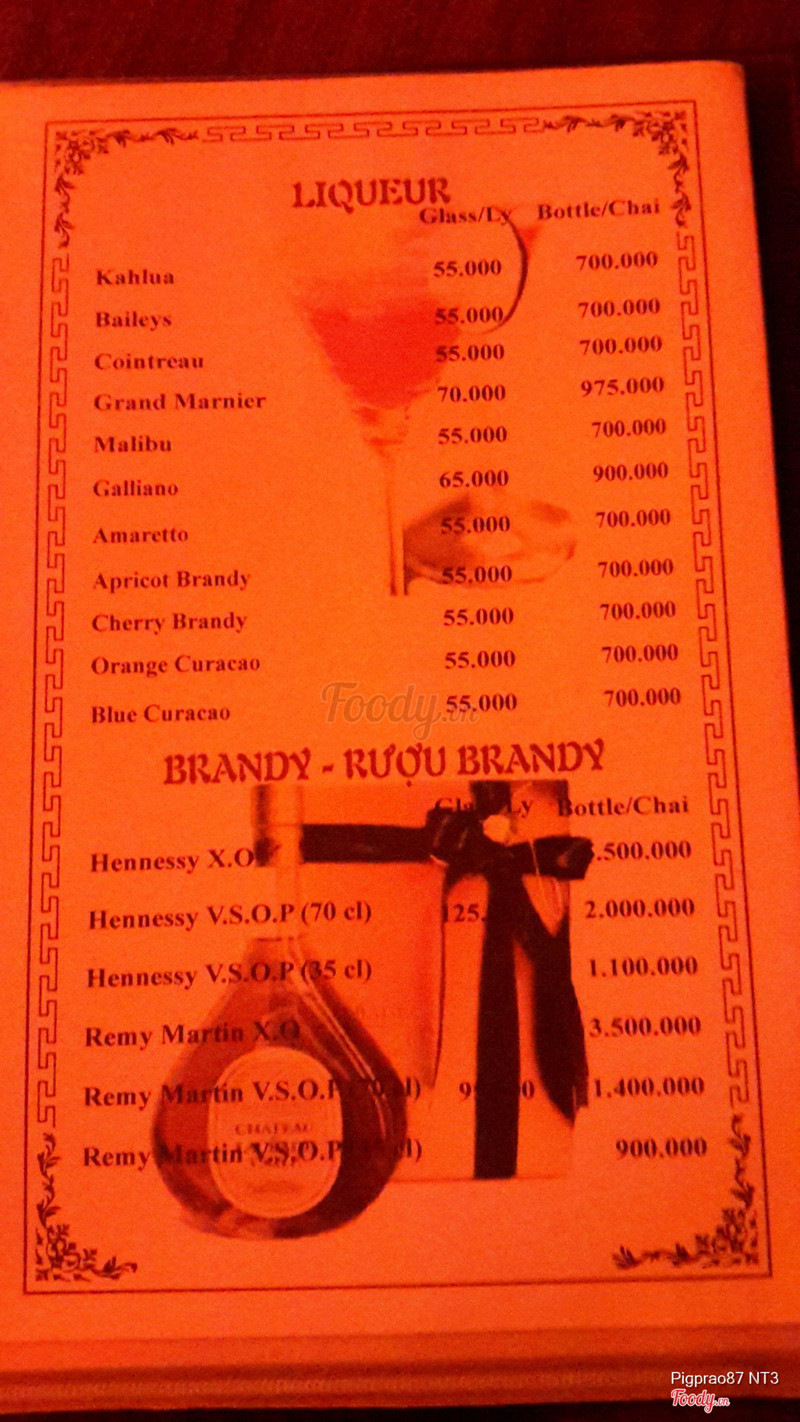 LIQUEUR
Glass/Ly Bottle/Chai
Kahlua 55.000 700.000
Baileys 55.000 700.000
Cointreau 55.000 700.000
Grand Marnier 70.000 975.000
Malibu 55.000 700.000
Galliano 65.000 900.000
Amaretto 55.000 700.000
Apricot Brandy 55.000 700.000
Cherry Brandy 55.000 700.000
Orange Curacao 55.000 700.000
Blue Curacao 55.000 700.000
Foody.vn
BRANDY - RƯỢU BRANDY
Bottle/Chai
Hennessy X.O .500.000
Hennessy V.S.O.P (70 cl) 125. 2.000.000
Hennessy V.S.O.P (35 cl) 1.100.000
Remy Martin X.O 3.500.000
Remy Martin V.S.O.P 1.400.000
CHATEAU
Remy Martin V.S.O.P 900.000
Pigprao87 NT3
Foody.vn